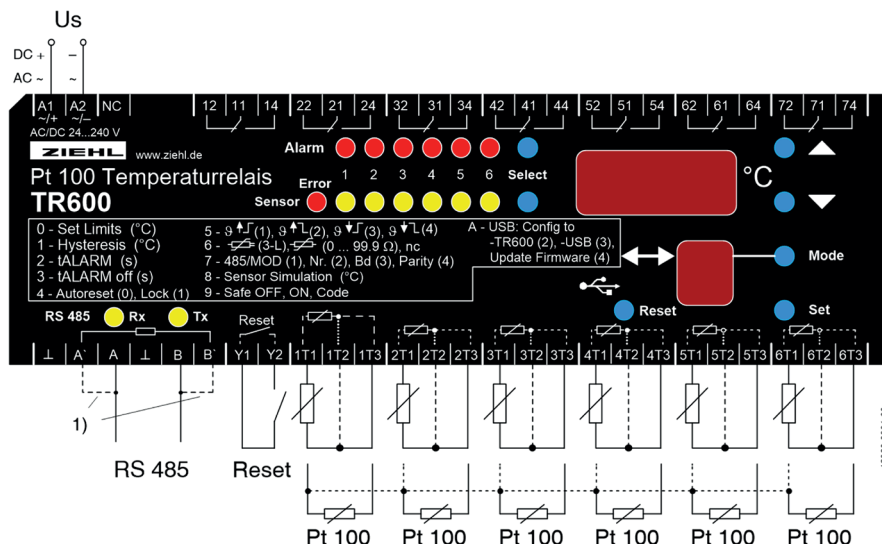 Us
DC + –
AC ~ ~
A1 A2 NC 12 11 14 22 21 24 32 31 34 42 41 44 52 51 54 62 61 64 72 71 74
~/+ ~/–
AC/DC 24...240 V
ZIEHL www.ziehl.de
Alarm
Pt 100 Temperaturrelais
Error 1 2 3 4 5 6 Select
°C
TR600
Sensor
0 - Set Limits (°C)
1 - Hysteresis (°C)
2 - tALARM (s)
3 - tALARM off (s)
4 - Autoreset (0), Lock (1)
5 - ϑ (1), ϑ (2), ϑ (3), ϑ (4)
6 - (3-L), (0 ... 99.9 Ω), nc
7 - 485/MOD (1), Nr. (2), Bd (3), Parity (4)
8 - Sensor Simulation (°C)
9 - Safe OFF, ON, Code
A - USB: Config to
-TR600 (2), -USB (3),
Update Firmware (4)
Mode
Reset
Set
RS 485 Rx Tx
Reset
⊥ A` A ⊥ B B` Y1 Y2 1T1 1T2 1T3 2T1 2T2 2T3 3T1 3T2 3T3 4T1 4T2 4T3 5T1 5T2 5T3 6T1 6T2 6T3
1)
RS 485 Reset
Pt 100 Pt 100 Pt 100 Pt 100 Pt 100 Pt 100